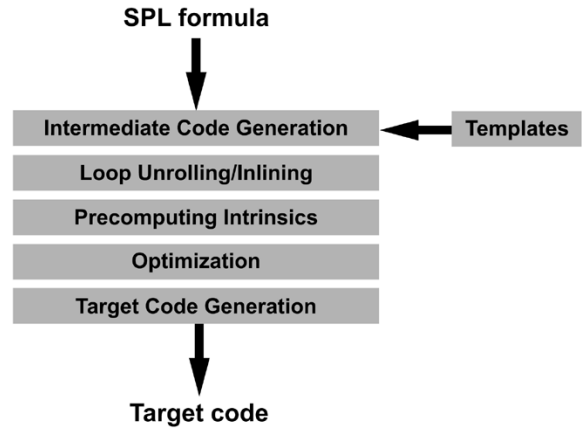 SPL formula
Intermediate Code Generation
Templates
Loop Unrolling/Inlining
Precomputing Intrinsics
Optimization
Target Code Generation
Target code